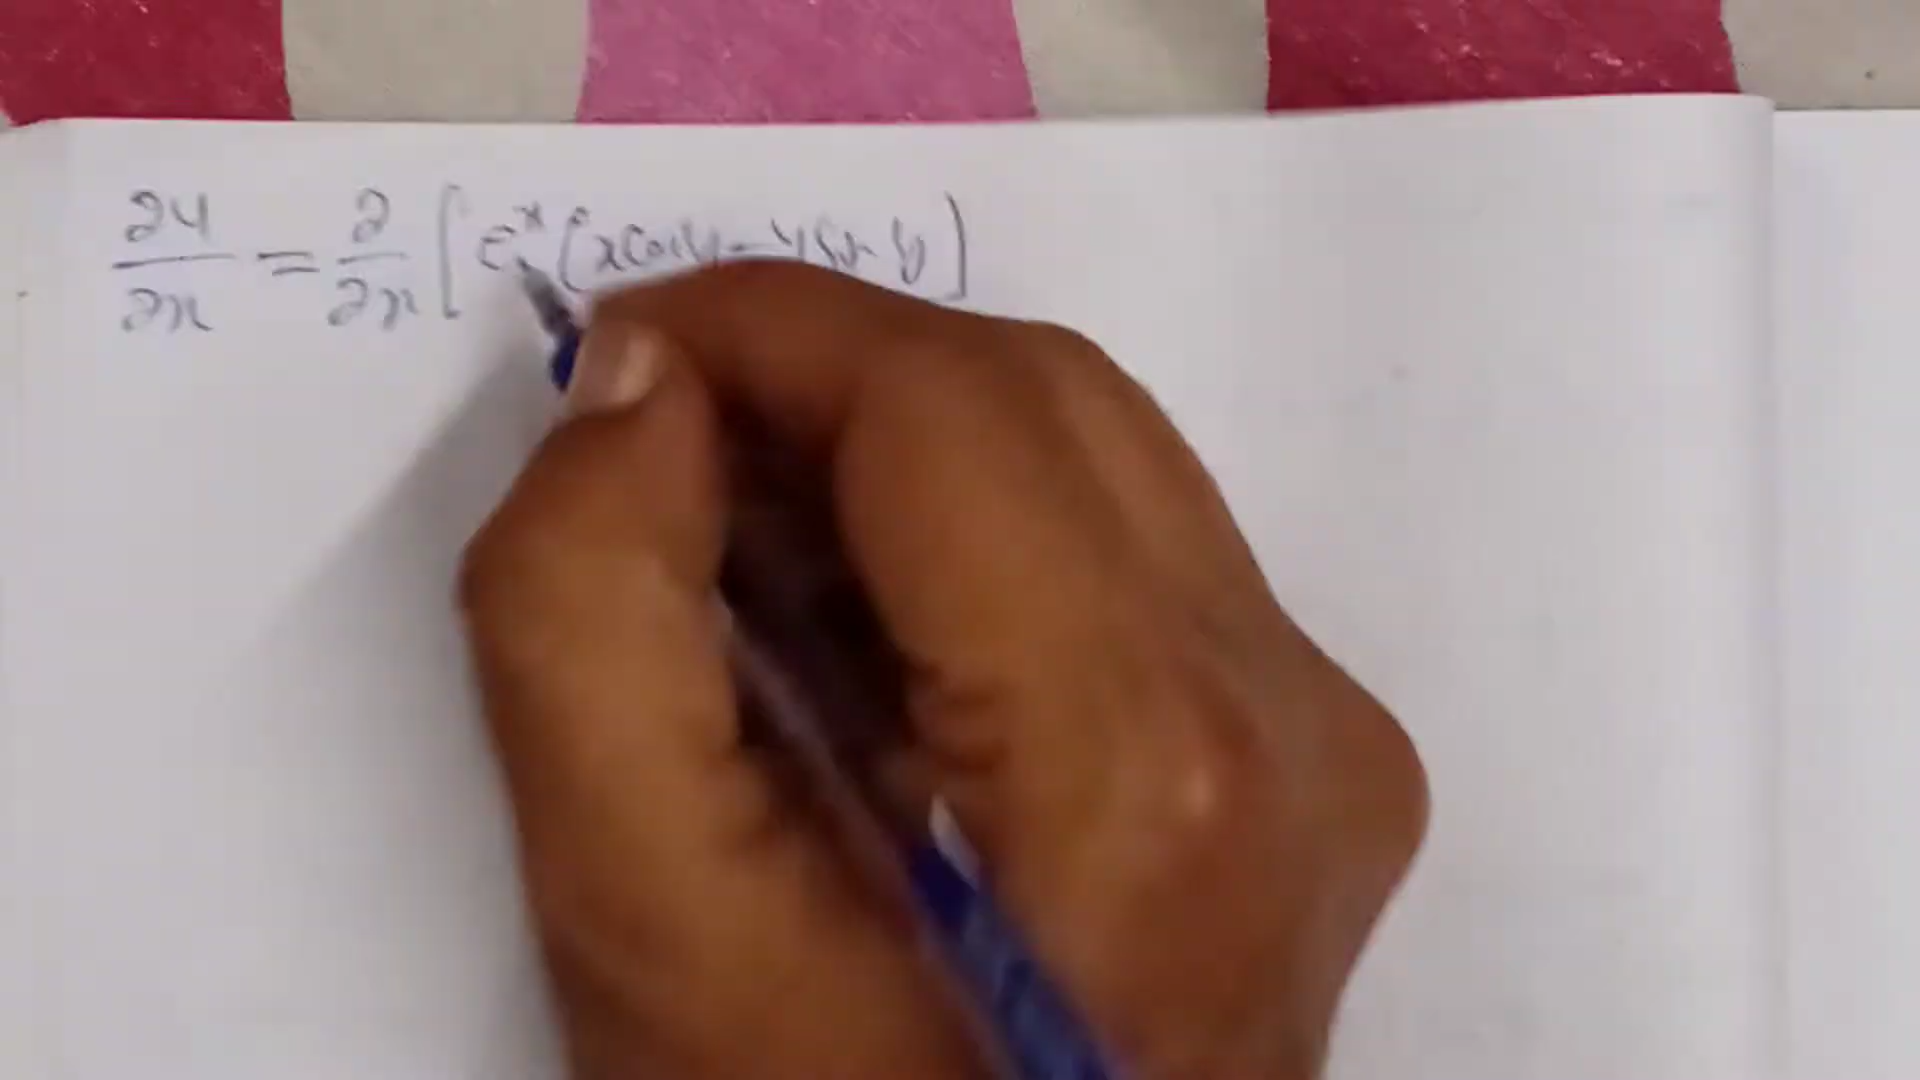 ∂u/∂x = ∂/∂x [e^x (x cos y - y sin y)]